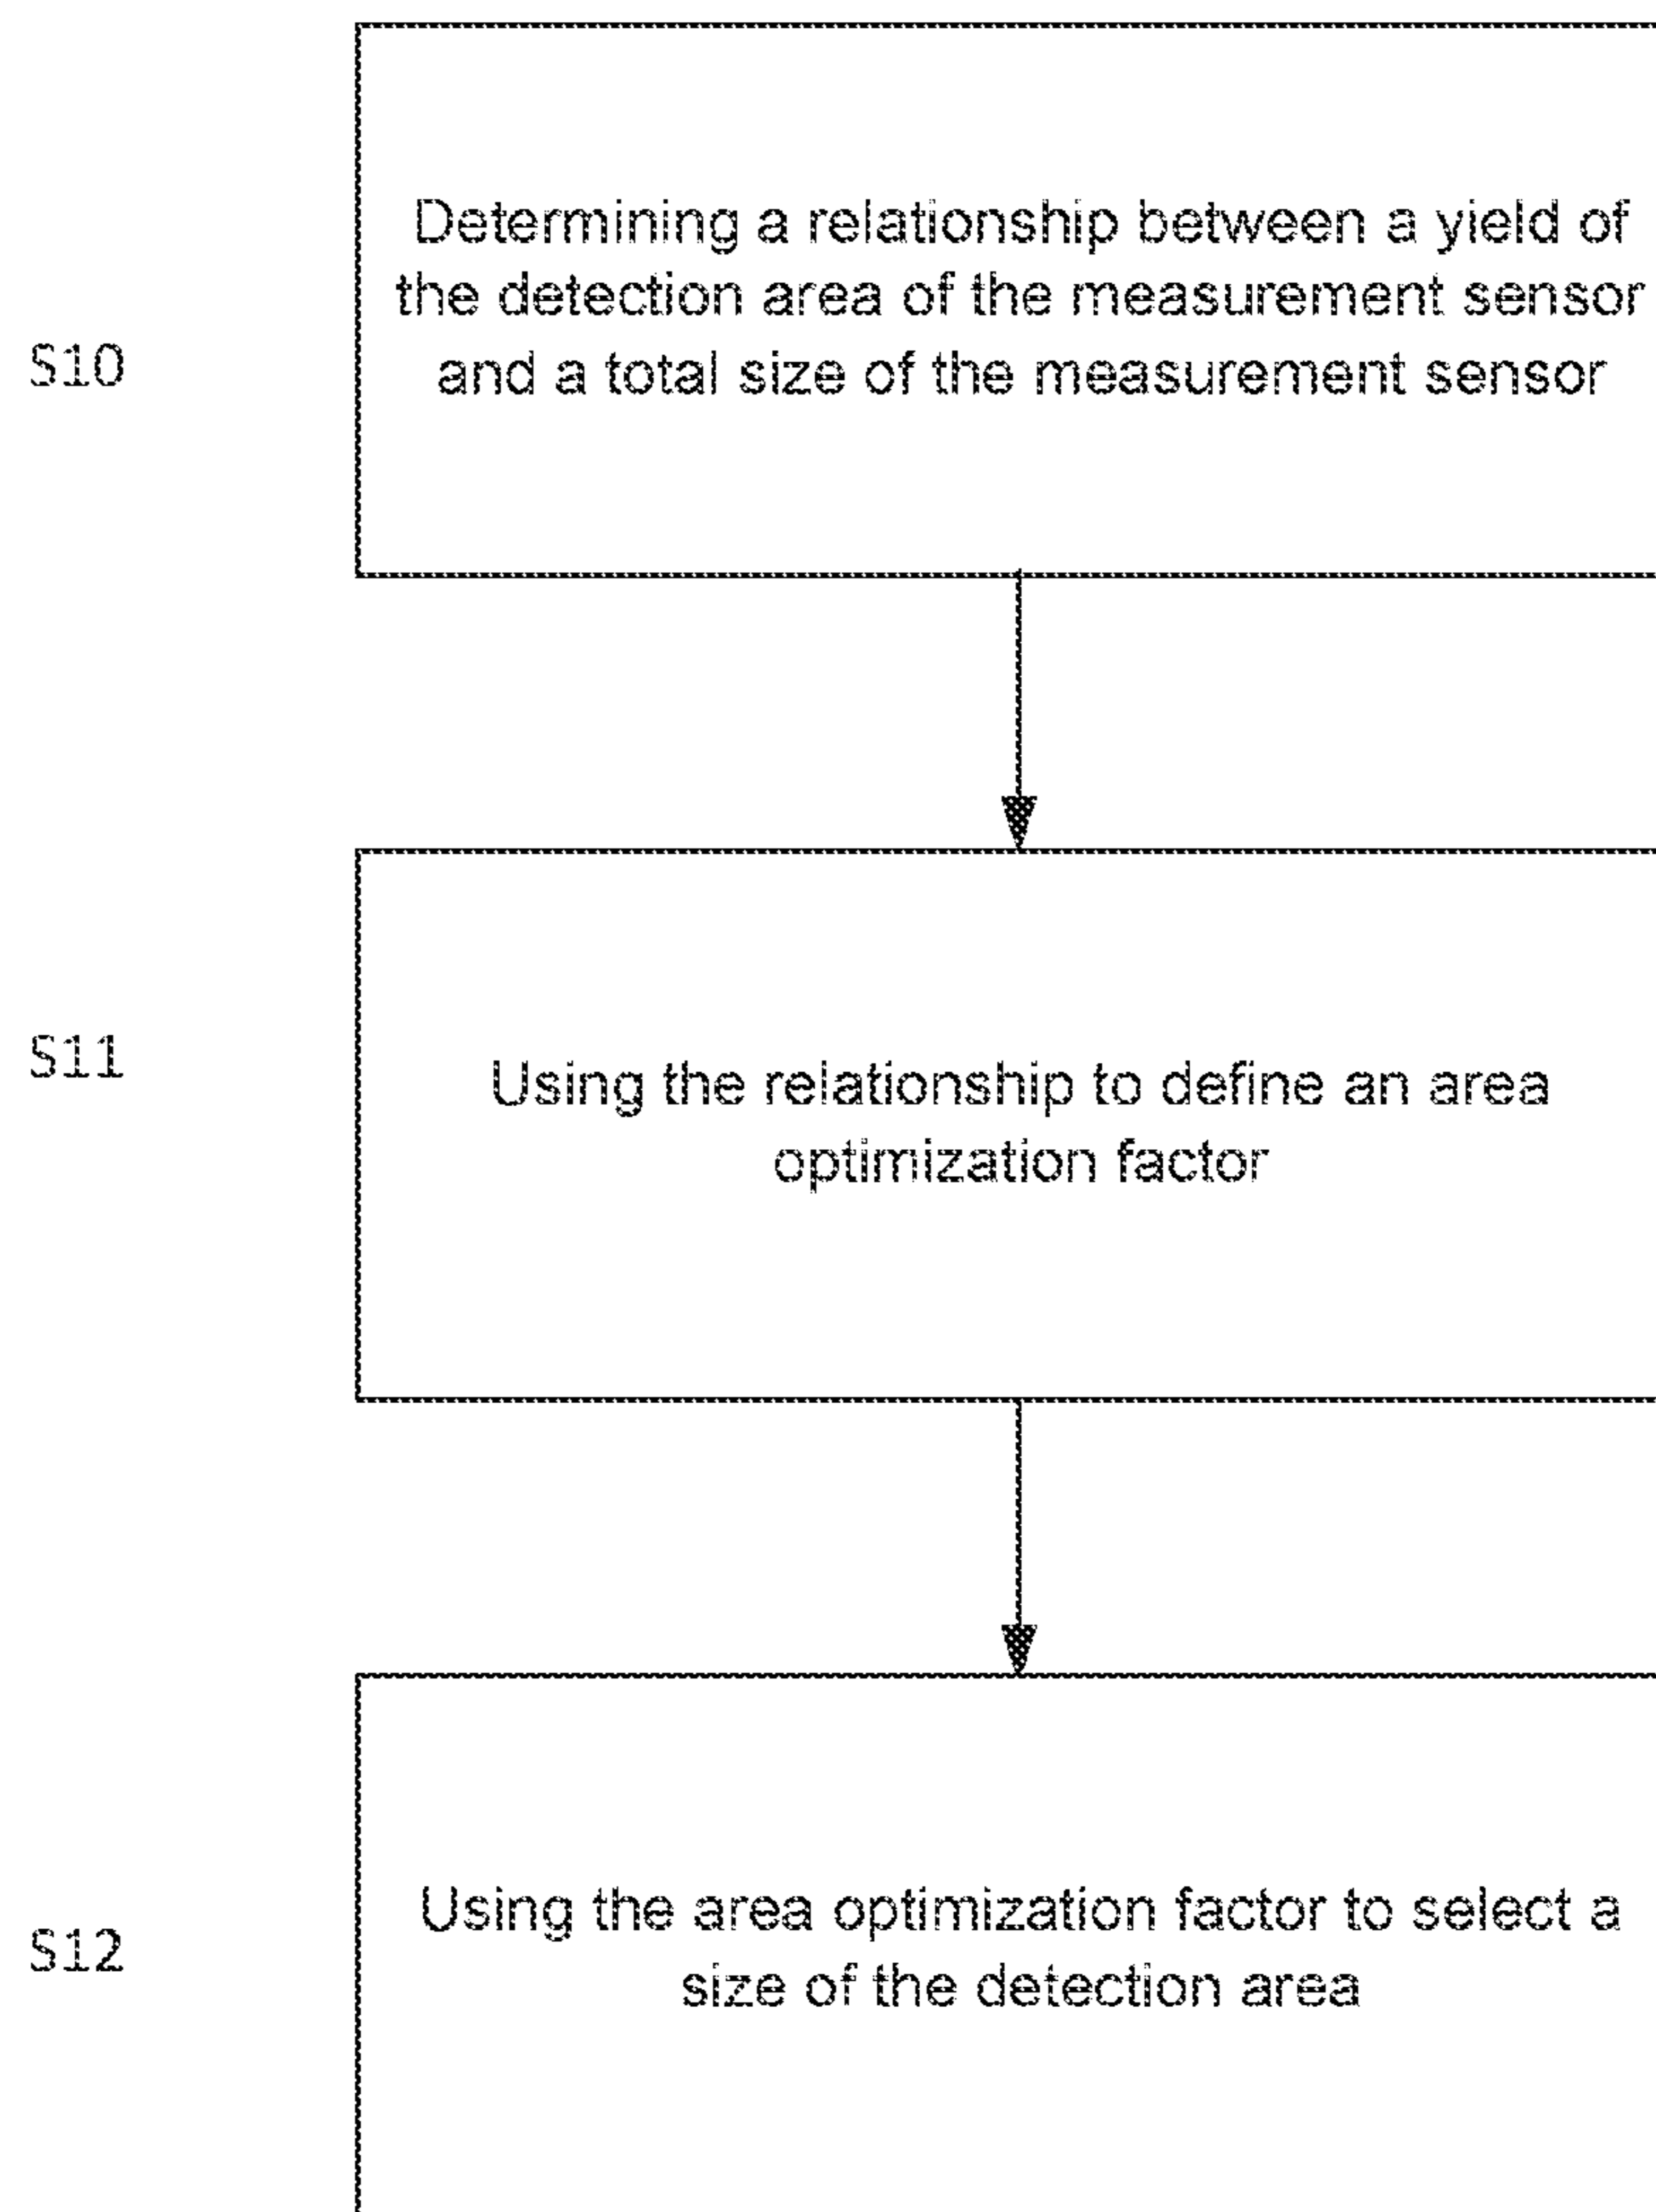 Determining a relationship between a yield of
the detection area of the measurement sensor
S10
and a total size of the measurement sensor
S11
Using the relationship to define an area
optimization factor
Using the area optimization factor to select a
S12
size of the detection area